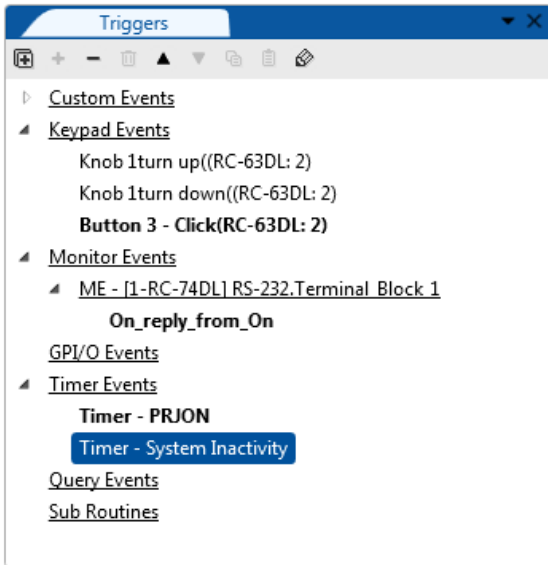 Triggers
Custom Events
Keypad Events
Knob 1turn up((RC-63DL: 2)
Knob 1turn down((RC-63DL: 2)
Button 3 - Click(RC-63DL: 2)
Monitor Events
ME - [1-RC-74DL] RS-232.Terminal Block 1
On_reply_from_On
GPI/O Events
Timer Events
Timer - PRJON
Timer - System Inactivity
Query Events
Sub Routines